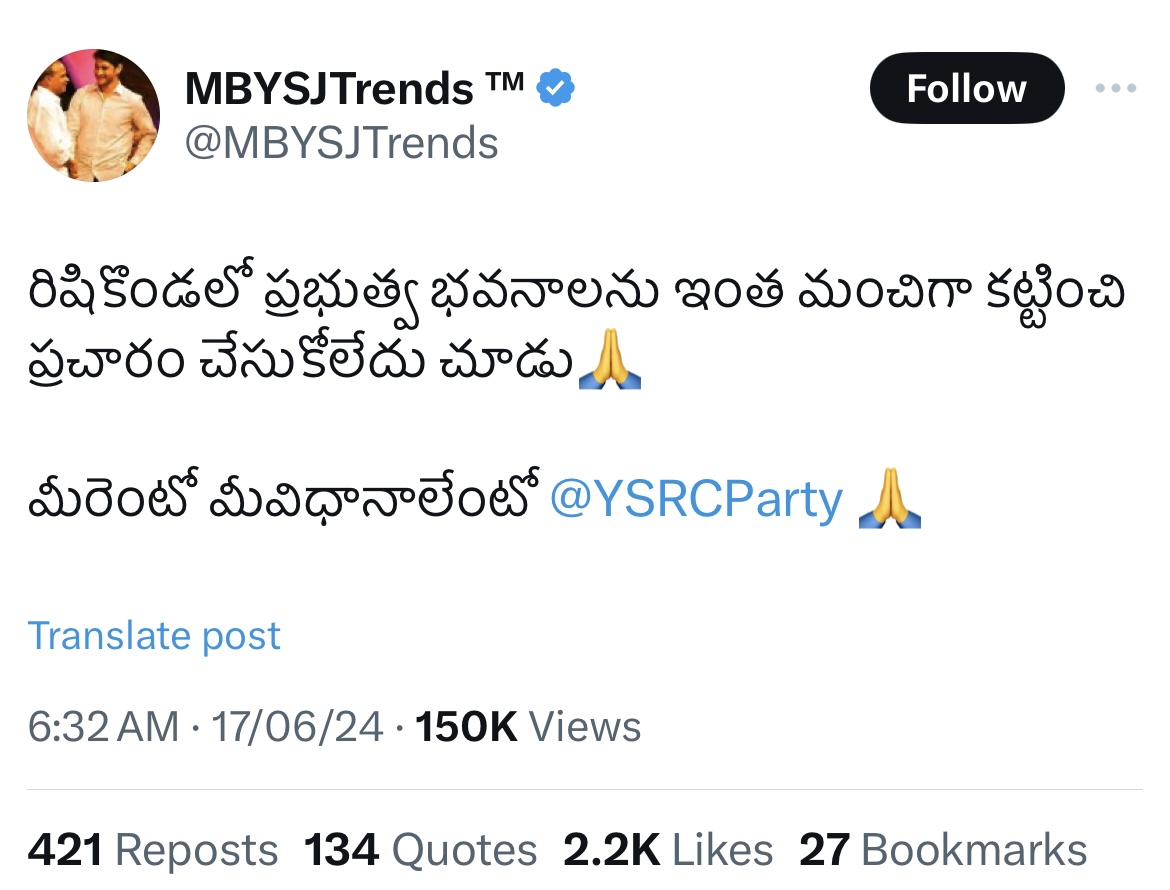 MBYSJTrends ™
Follow
@MBYSJTrends
రిషికొండలో ప్రభుత్వ భవనాలను ఇంత మంచిగా కట్టించి
ప్రచారం చేసుకోలేదు చూడు🙏
మీరెంటో మీవిధానాలేంటో @YSRCParty 🙏
Translate post
6:32 AM · 17/06/24 · 150K Views
421 Reposts 134 Quotes 2.2K Likes 27 Bookmarks